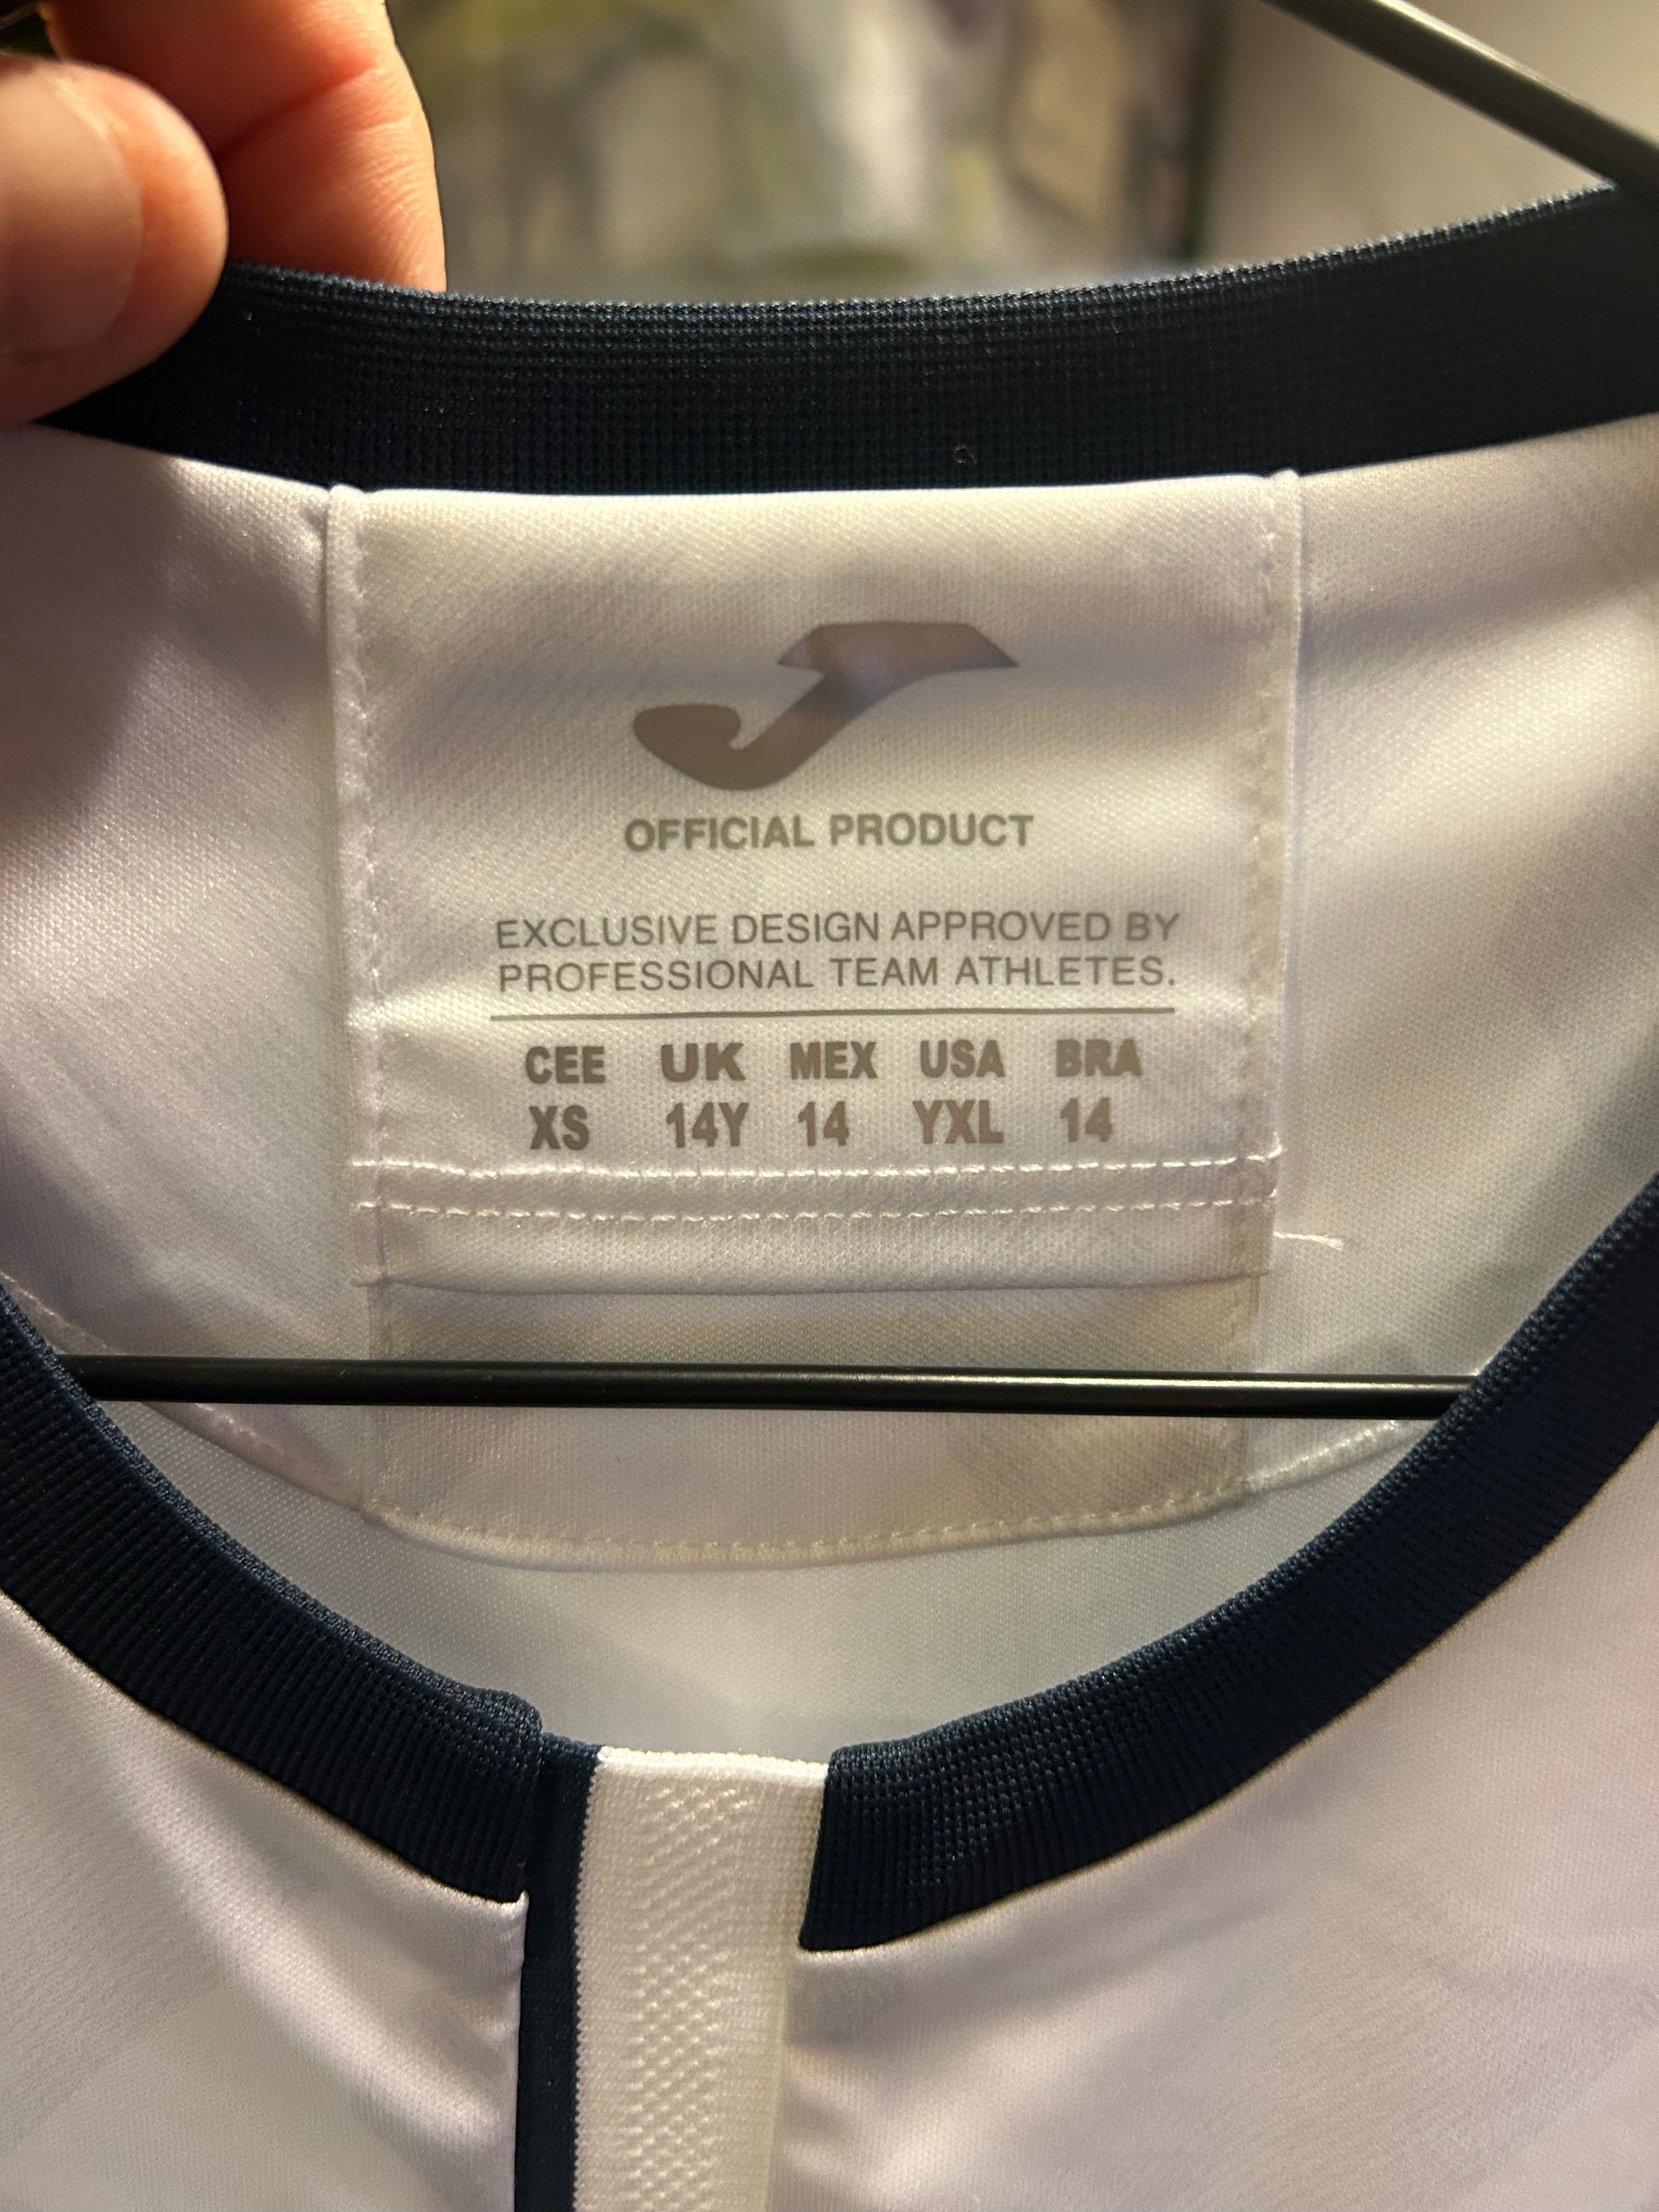 OFFICIAL PRODUCT
EXCLUSIVE DESIGN APPROVED BY
PROFESSIONAL TEAM ATHLETES.
CEE UK MEX USA BRA
XS 14Y 14 YXL 14